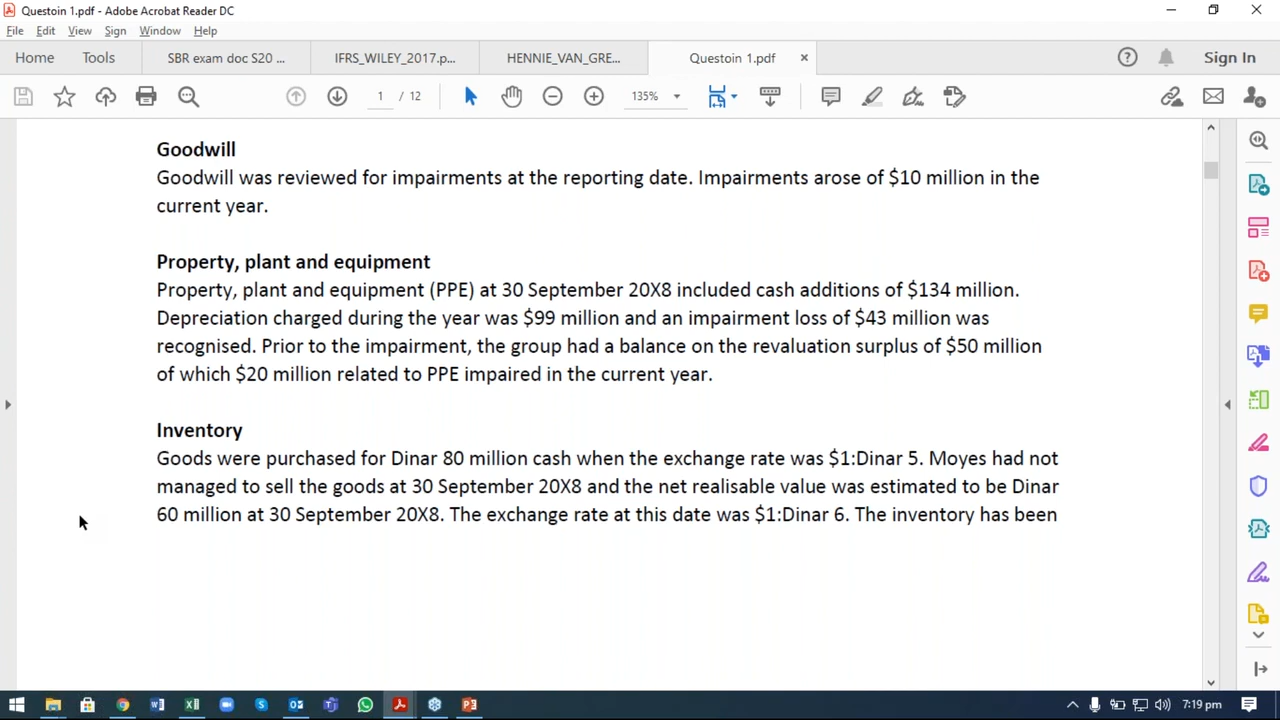 Questoin 1.pdf - Adobe Acrobat Reader DC
File Edit View Sign Window Help
Home Tools SBR exam doc S20 ... IFRS_WILEY_2017.p... HENNIE_VAN_GRE... Questoin 1.pdf × Sign In
1 / 12 135%
Goodwill
Goodwill was reviewed for impairments at the reporting date. Impairments arose of $10 million in the
current year.
Property, plant and equipment
Property, plant and equipment (PPE) at 30 September 20X8 included cash additions of $134 million.
Depreciation charged during the year was $99 million and an impairment loss of $43 million was
recognised. Prior to the impairment, the group had a balance on the revaluation surplus of $50 million
of which $20 million related to PPE impaired in the current year.
Inventory
Goods were purchased for Dinar 80 million cash when the exchange rate was $1:Dinar 5. Moyes had not
managed to sell the goods at 30 September 20X8 and the net realisable value was estimated to be Dinar
60 million at 30 September 20X8. The exchange rate at this date was $1:Dinar 6. The inventory has been
7:19 pm